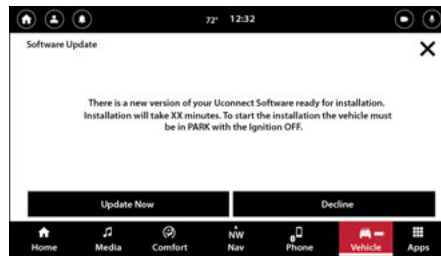 72° 12:32
Software Update
There is a new version of your Uconnect Software ready for installation.
Installation will take XX minutes. To start the installation the vehicle must
be in PARK with the Ignition OFF.
Update Now Decline
NW
Home Media Comfort Nav Phone Vehicle Apps